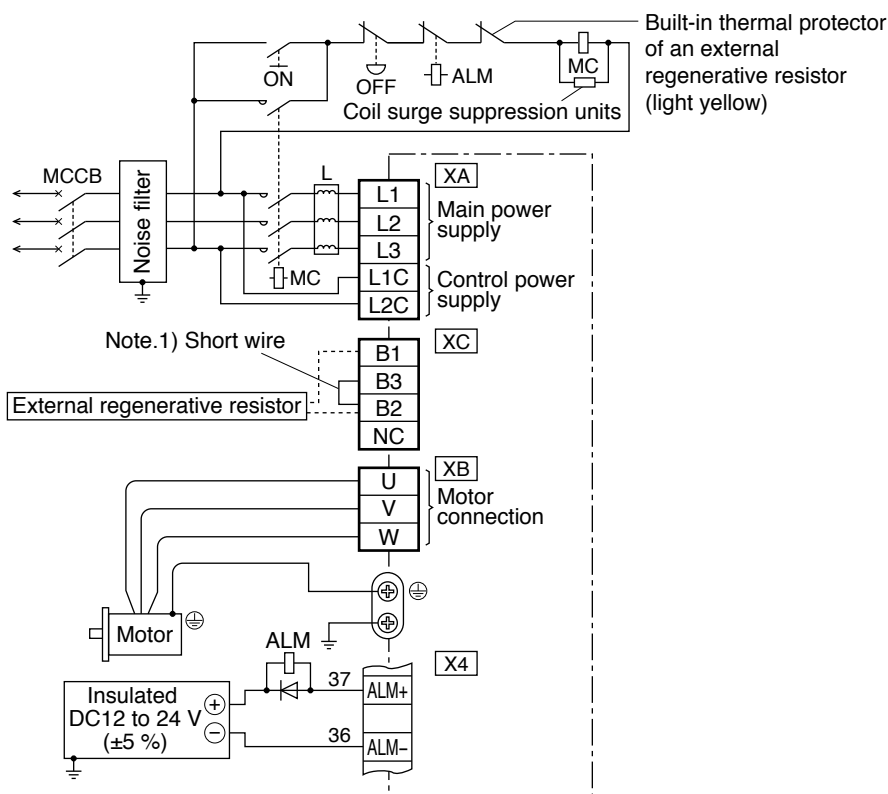 Built-in thermal protector
of an external
regenerative resistor
(light yellow)
ON
OFF
ALM
MC
Coil surge suppression units
MCCB
Noise filter
L
MC
XA
L1
L2
L3
Main power
supply
L1C
L2C
Control power
supply
Note.1) Short wire
XC
B1
B3
B2
NC
External regenerative resistor
XB
U
V
W
Motor
connection
Motor
ALM
X4
Insulated
DC12 to 24 V
(±5 %)
+
−
37
ALM+
36
ALM−